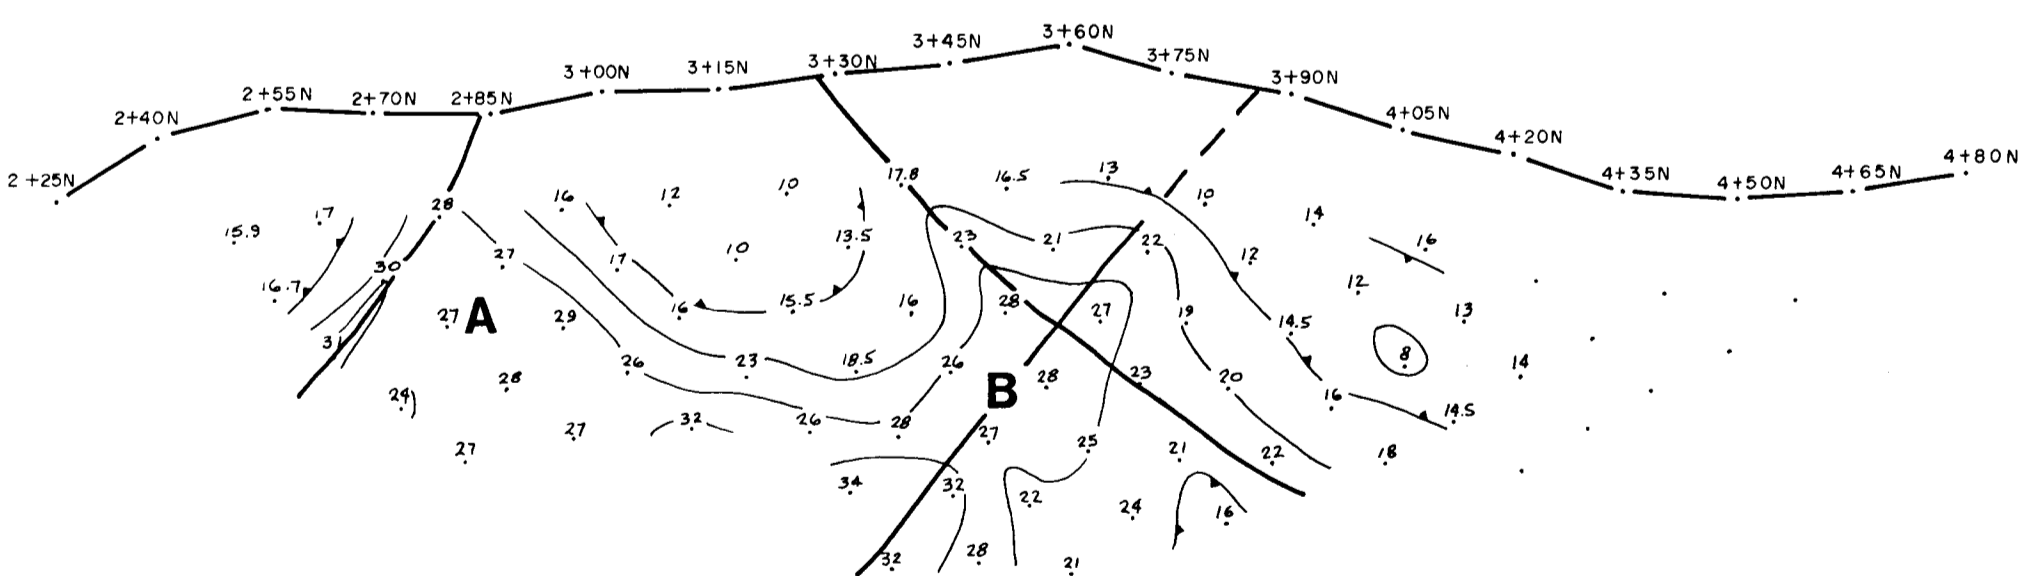 3+60N
3+45N
3+75N
3+30N
3+15N
3+00N
3+90N
2+85N
2+70N
2+55N
2+40N
4+05N
4+20N
4+80N
4+65N
4+35N
4+50N
2+25N
17.8 16.5 13
28 16 12 10 10
15.9 17 14
27 17 10 13.5 23 21 22 12 16
16.7 30 16 15.5 16 28 27 19 14.5 12 13
31 27 A 29 8
26 23 18.5 26 B 28 23 20 16 14
24 28 14.5
27 27 32 26 28 27 25 21 22 18
34 32 22 24 16
32 28 21